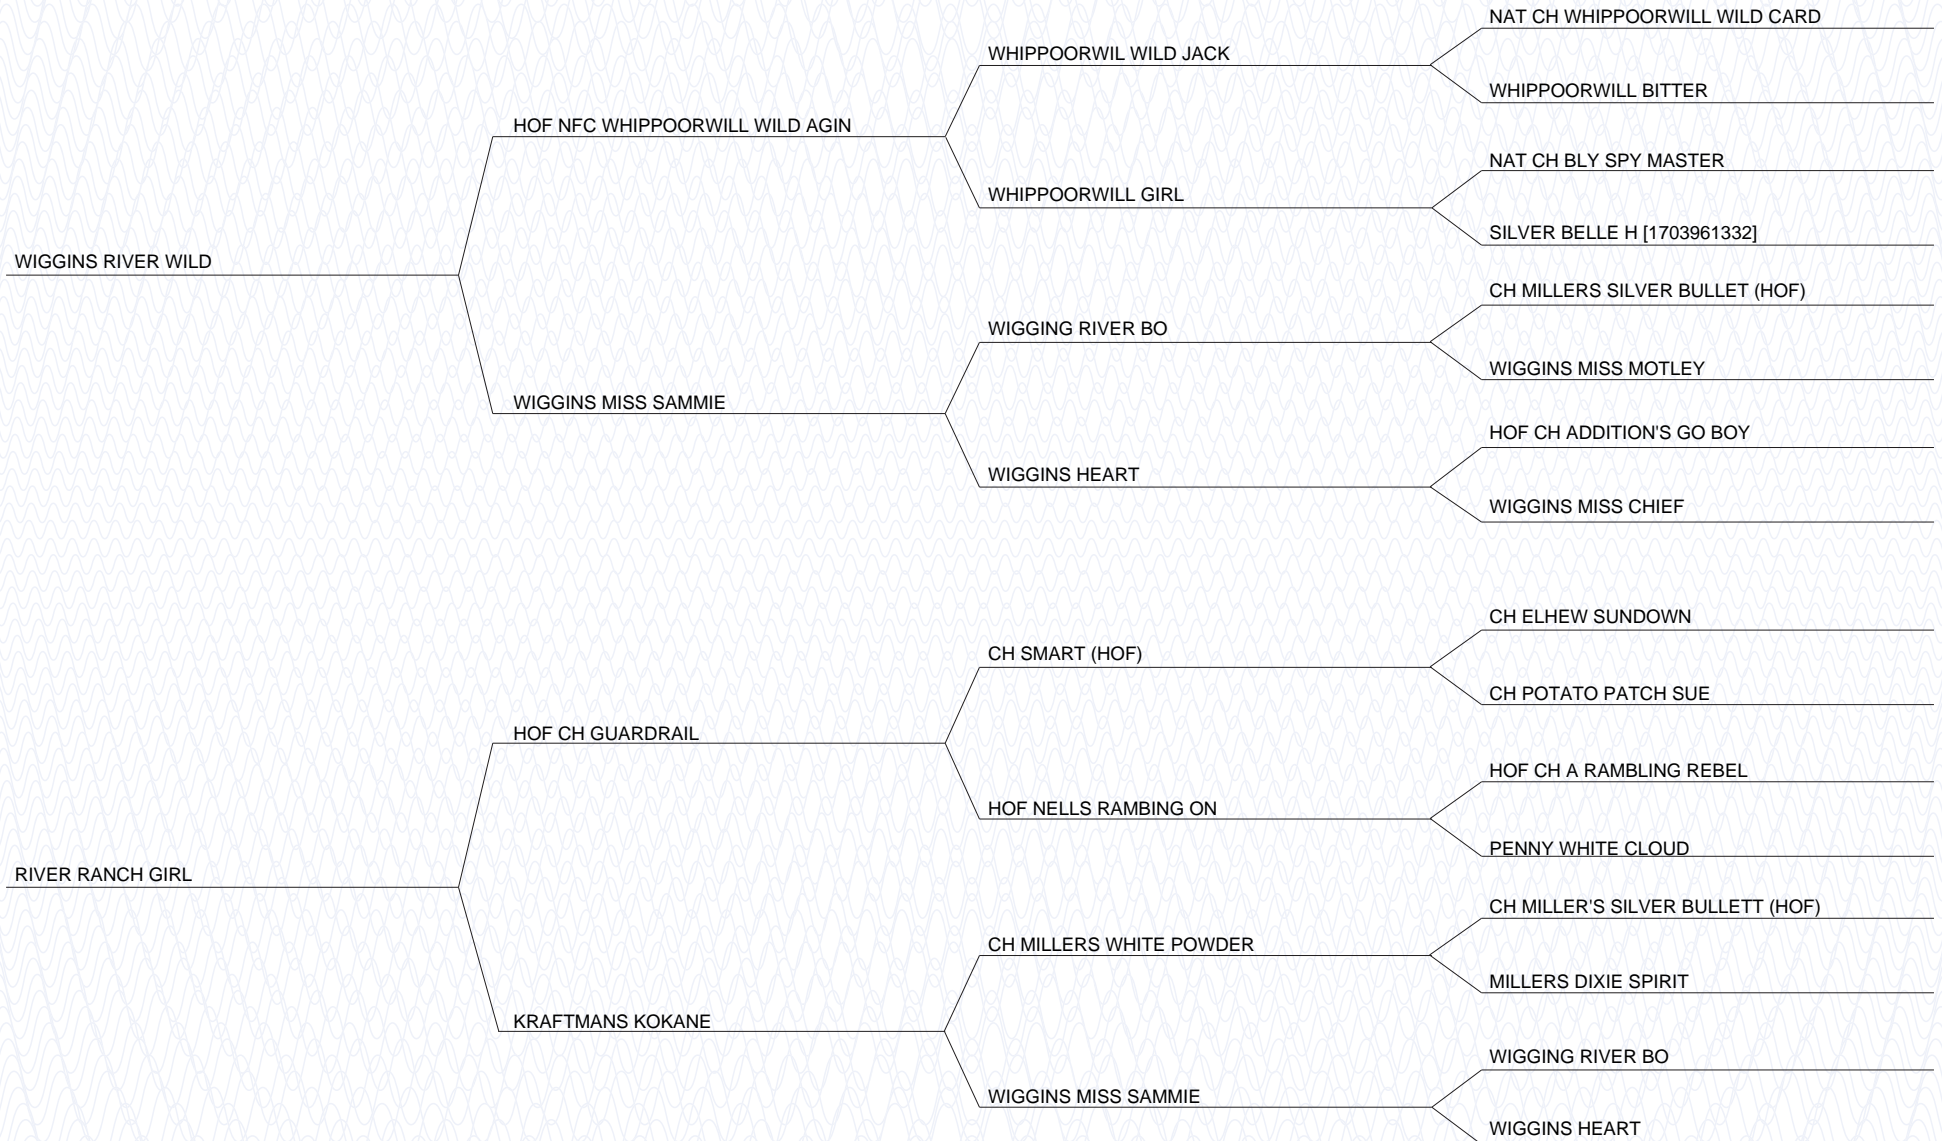 NAT CH WHIPPOORWILL WILD CARD
WHIPPOORWIL WILD JACK
WHIPPOORWILL BITTER
HOF NFC WHIPPOORWILL WILD AGIN
NAT CH BLY SPY MASTER
WHIPPOORWILL GIRL
SILVER BELLE H [1703961332]
WIGGINS RIVER WILD
CH MILLERS SILVER BULLET (HOF)
WIGGING RIVER BO
WIGGINS MISS MOTLEY
WIGGINS MISS SAMMIE
HOF CH ADDITION'S GO BOY
WIGGINS HEART
WIGGINS MISS CHIEF
CH ELHEW SUNDOWN
CH SMART (HOF)
CH POTATO PATCH SUE
HOF CH GUARDRAIL
HOF CH A RAMBLING REBEL
HOF NELLS RAMBING ON
PENNY WHITE CLOUD
RIVER RANCH GIRL
CH MILLER'S SILVER BULLETT (HOF)
CH MILLERS WHITE POWDER
MILLERS DIXIE SPIRIT
KRAFTMANS KOKANE
WIGGING RIVER BO
WIGGINS MISS SAMMIE
WIGGINS HEART